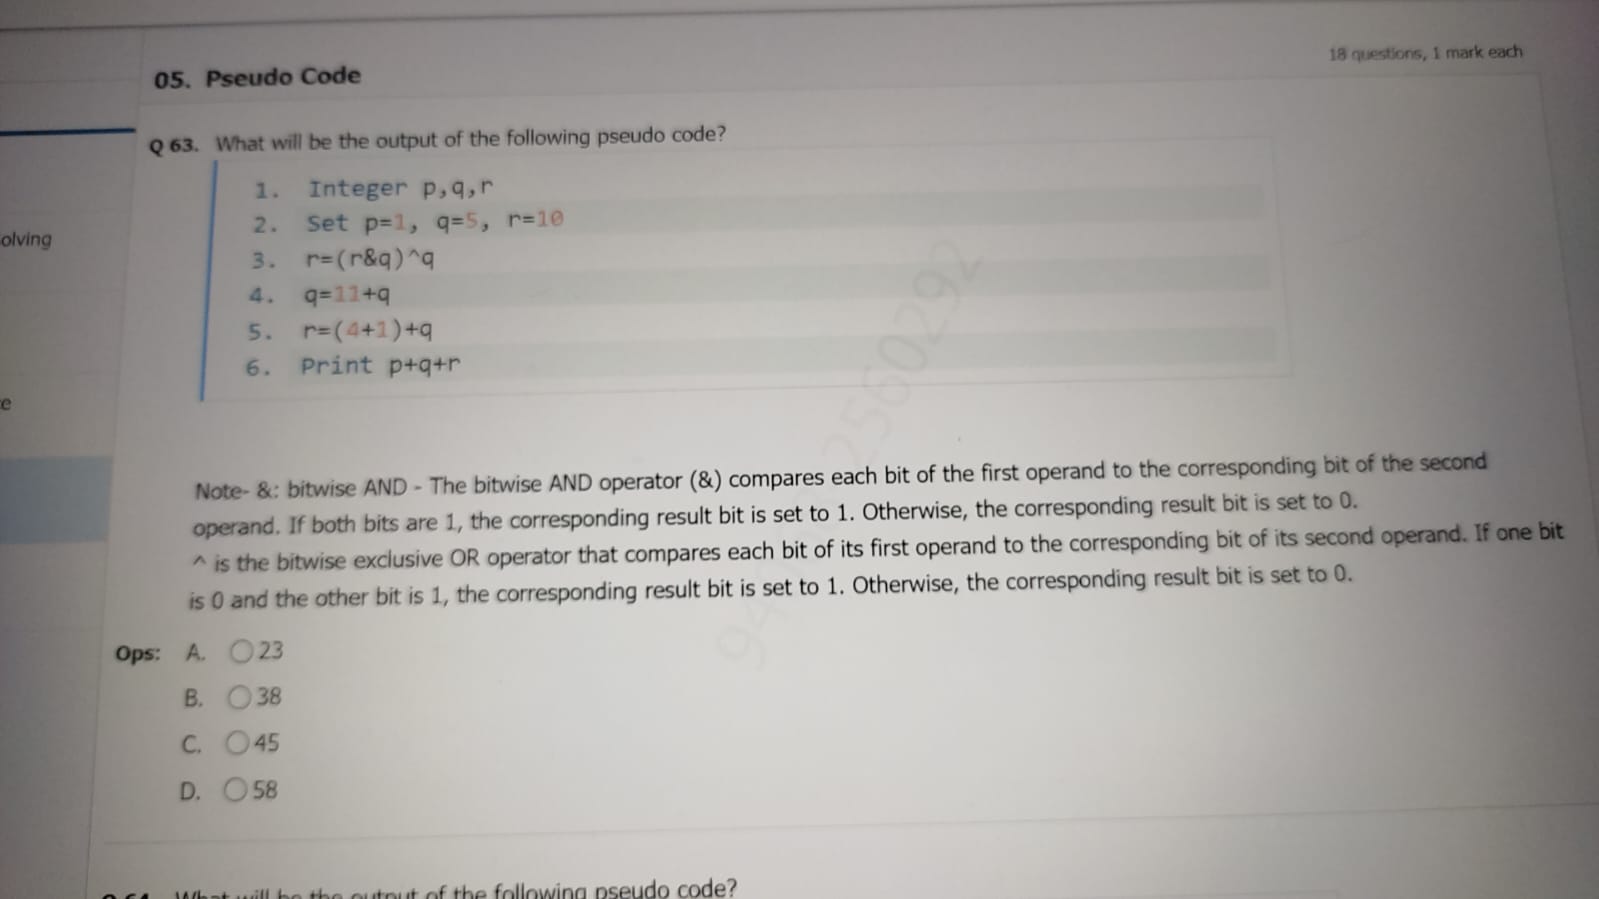 18 questions, 1 mark each
05. Pseudo Code
Q 63. What will be the output of the following pseudo code?
1. Integer p,q,r
2. Set p=1, q=5, r=10
olving
3. r=(r&q)^q
4. q=11+q
5. r=(4+1)+q
6. Print p+q+r
e
Note- &: bitwise AND - The bitwise AND operator (&) compares each bit of the first operand to the corresponding bit of the second
operand. If both bits are 1, the corresponding result bit is set to 1. Otherwise, the corresponding result bit is set to 0.
^ is the bitwise exclusive OR operator that compares each bit of its first operand to the corresponding bit of its second operand. If one bit
is 0 and the other bit is 1, the corresponding result bit is set to 1. Otherwise, the corresponding result bit is set to 0.
Ops: A. 23
B. 38
C. 45
D. 58
What will be the output of the following pseudo code?